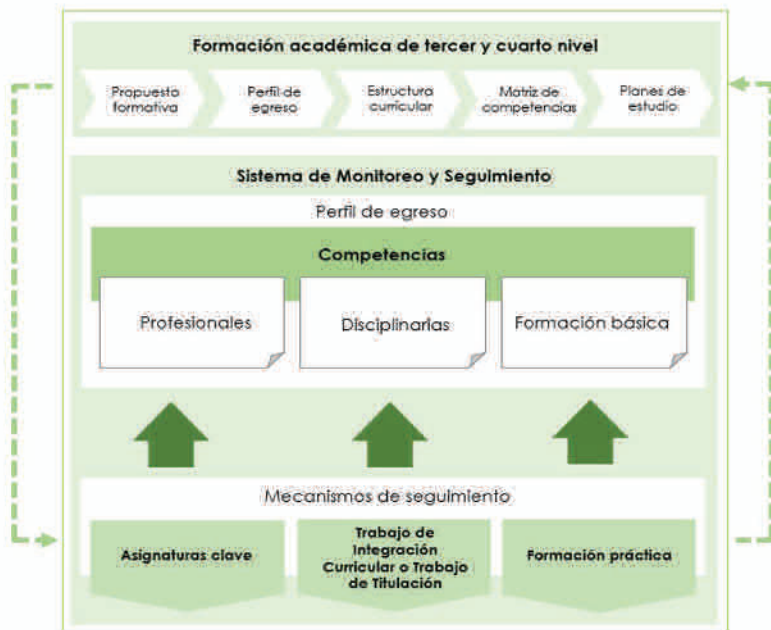 Formación académica de tercer y cuarto nivel
Propuesto
formativa
Perfil de
egreso
Estructura
curricular
Matriz de
competencias
Planes de
estudio
Sistema de Monitoreo y Seguimiento
Perfil de egreso
Competencias
Profesionales
Disciplinarias
Formación básica
Mecanismos de seguimiento
Asignaturas clave
Trabajo de
Integración
Curricular o Trabajo
de Titulación
Formación práctica